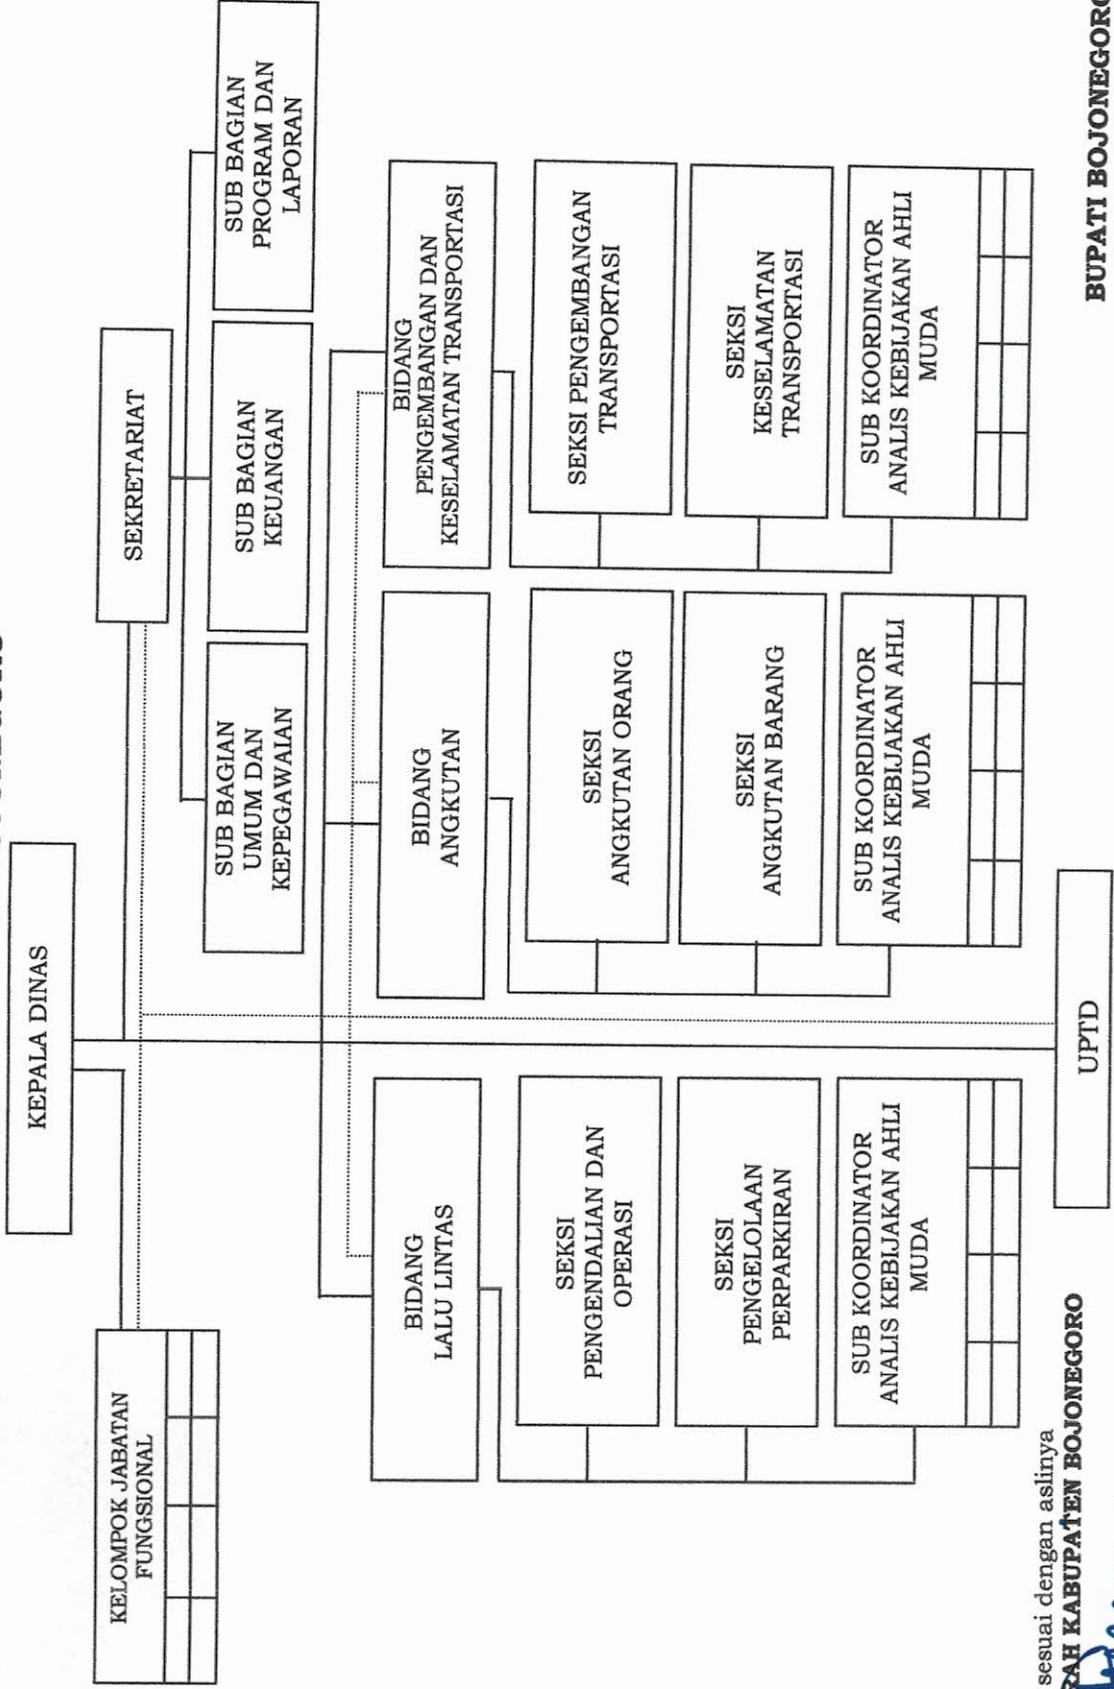 KEPALA DINAS
KELOMPOK JABATAN
FUNGSIONAL
SEKRETARIAT
SUB BAGIAN
UMUM DAN
KEPEGAWAIAN
SUB BAGIAN
KEUANGAN
SUB BAGIAN
PROGRAM DAN
LAPORAN
BIDANG
LALU LINTAS
SEKSI
PENGENDALIAN DAN
OPERASI
SEKSI
PENGELOLAAN
PERPARKIRAN
SUB KOORDINATOR
ANALIS KEBIJAKAN AHLI
MUDA
BIDANG
ANGKUTAN
SEKSI
ANGKUTAN ORANG
SEKSI
ANGKUTAN BARANG
SUB KOORDINATOR
ANALIS KEBIJAKAN AHLI
MUDA
BIDANG
PENGEMBANGAN DAN
KESELAMATAN TRANSPORTASI
SEKSI PENGEMBANGAN
TRANSPORTASI
SEKSI
KESELAMATAN
TRANSPORTASI
SUB KOORDINATOR
ANALIS KEBIJAKAN AHLI
MUDA
UPTD
sesuai dengan aslinya
KABUPATEN BOJONEGORO
BUPATI BOJONEGORO